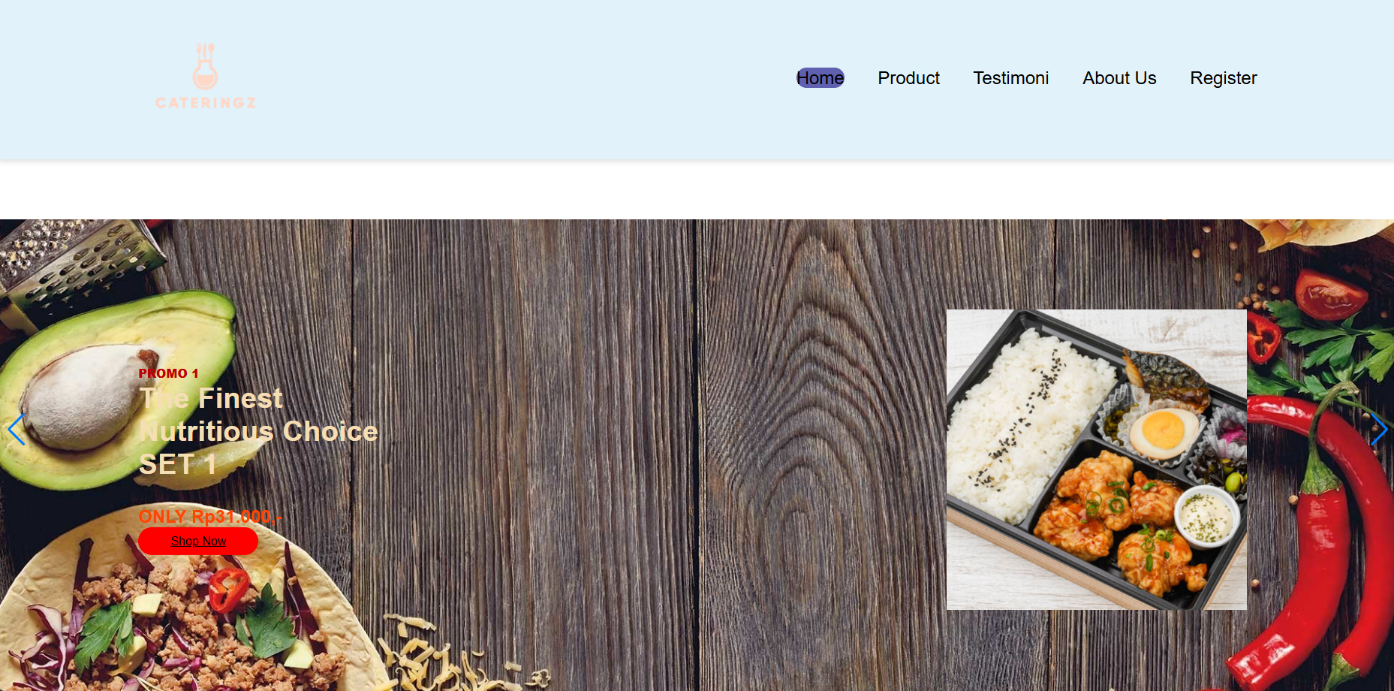 CATERINGZ
Home
Product
Testimoni
About Us
Register
PROMO 1
The Finest
Nutritious Choice
SET 1
ONLY Rp31.000,-
Shop Now